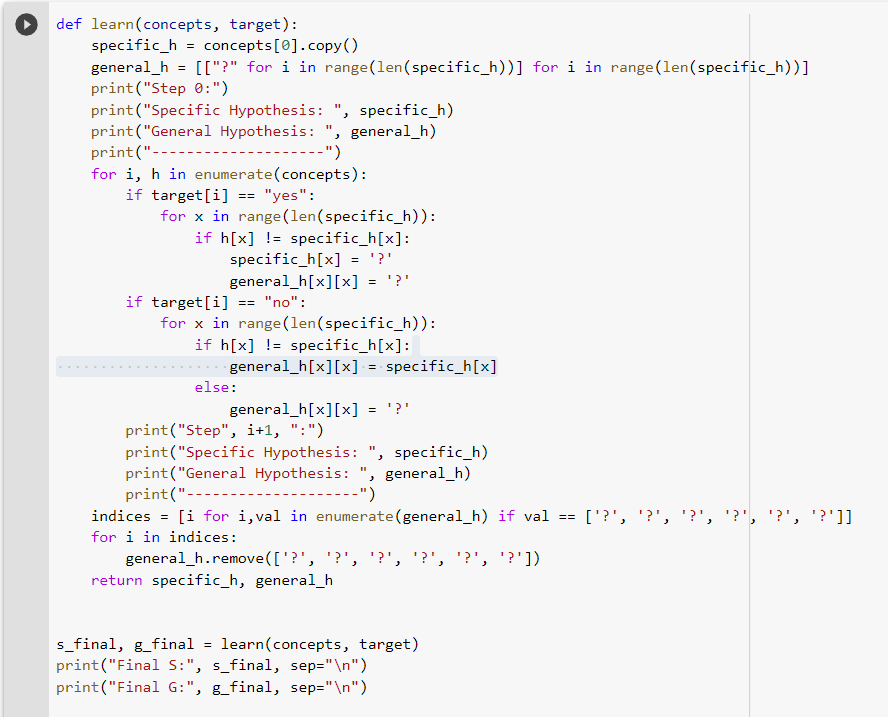 def learn(concepts, target):
    specific_h = concepts[0].copy()
    general_h = [["?" for i in range(len(specific_h))] for i in range(len(specific_h))]
    print("Step 0:")
    print("Specific Hypothesis: ", specific_h)
    print("General Hypothesis: ", general_h)
    print("--------------------")
    for i, h in enumerate(concepts):
        if target[i] == "yes":
            for x in range(len(specific_h)):
                if h[x] != specific_h[x]:
                    specific_h[x] = '?'
                    general_h[x][x] = '?'
        if target[i] == "no":
            for x in range(len(specific_h)):
                if h[x] != specific_h[x]:
                    general_h[x][x] = specific_h[x]
                else:
                    general_h[x][x] = '?'
        print("Step", i+1, ":")
        print("Specific Hypothesis: ", specific_h)
        print("General Hypothesis: ", general_h)
        print("--------------------")
    indices = [i for i,val in enumerate(general_h) if val == ['?', '?', '?', '?', '?', '?']]
    for i in indices:
        general_h.remove(['?', '?', '?', '?', '?', '?'])
    return specific_h, general_h


s_final, g_final = learn(concepts, target)
print("Final S:", s_final, sep="\n")
print("Final G:", g_final, sep="\n")